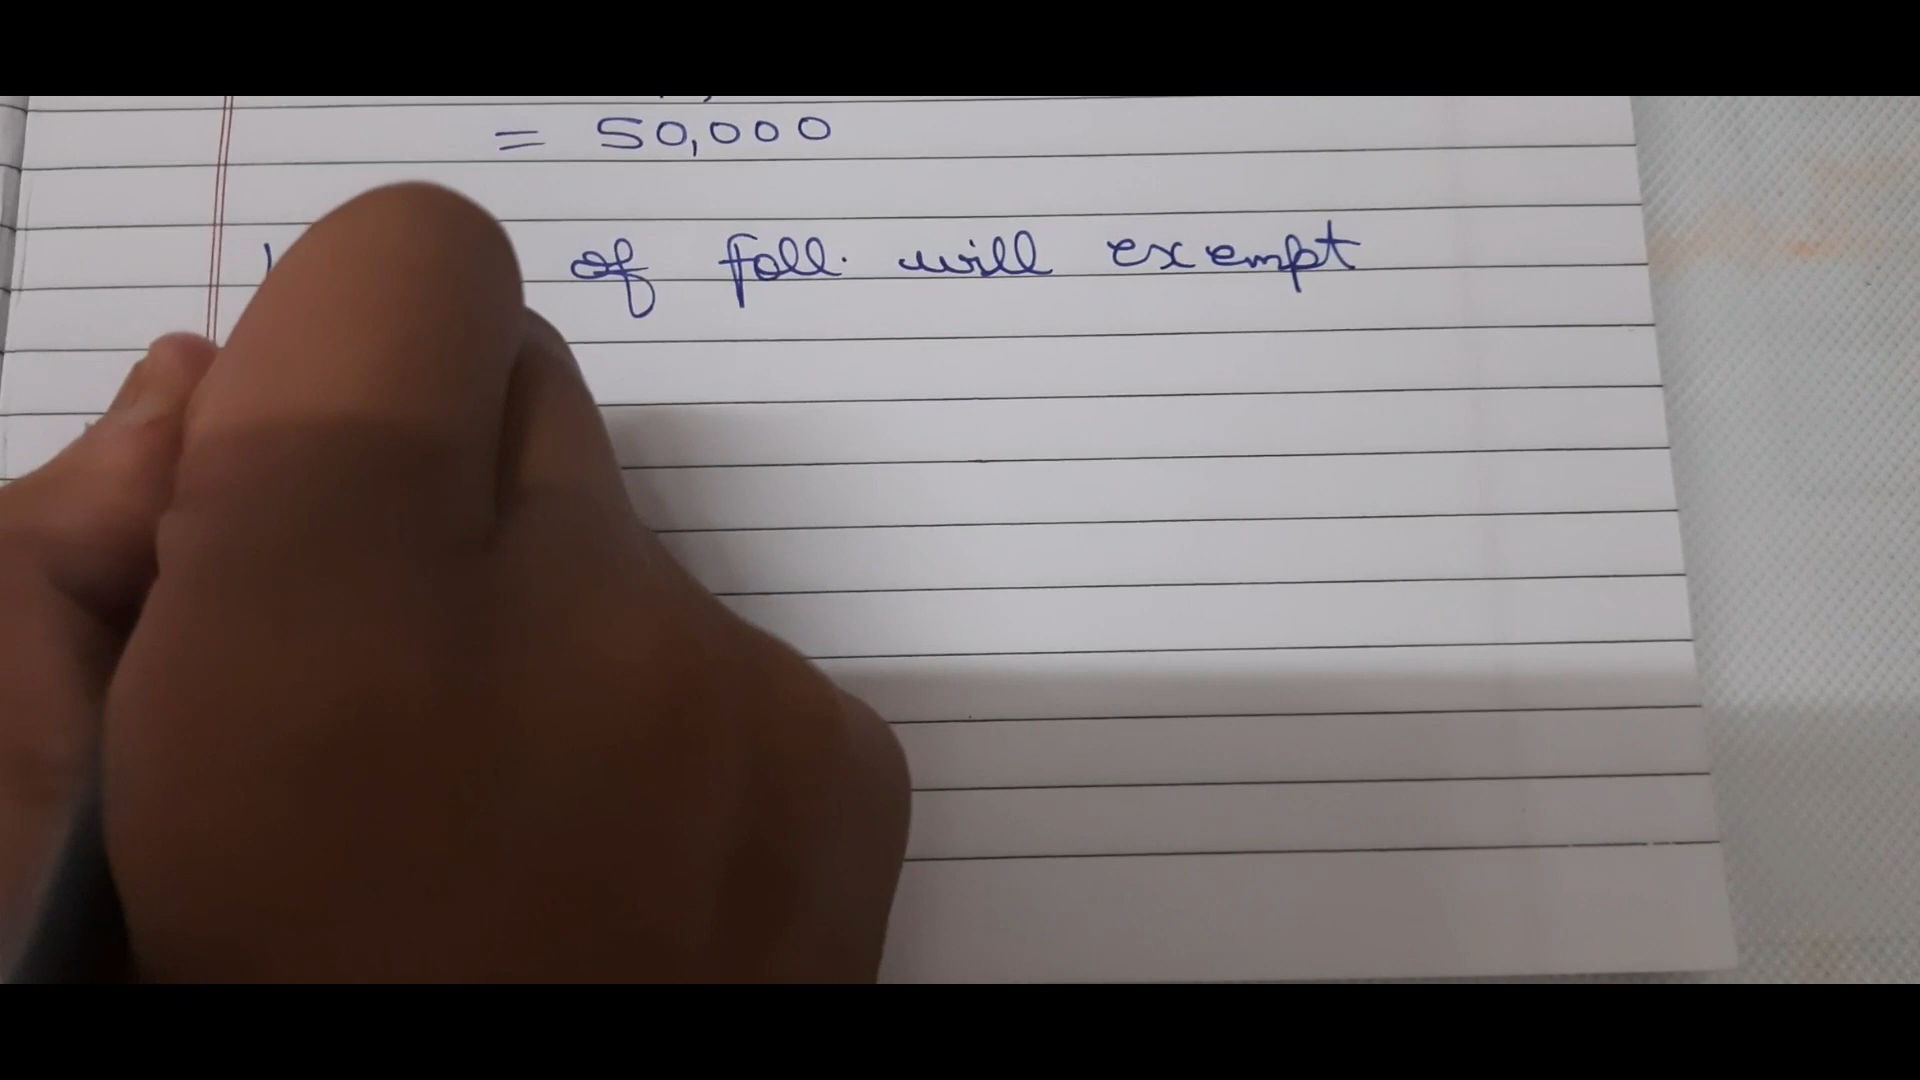 = 50,000
of foll. will exempt